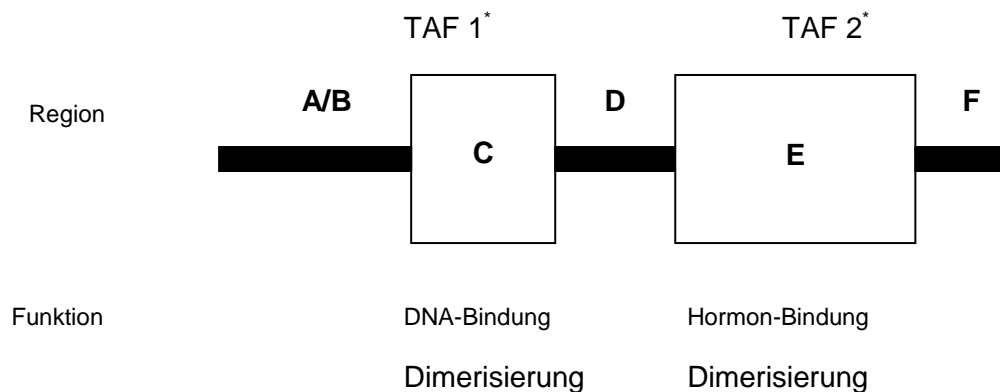 TAF 1* TAF 2*
Region A/B C D E F
Funktion DNA-Bindung Hormon-Bindung
Dimerisierung Dimerisierung